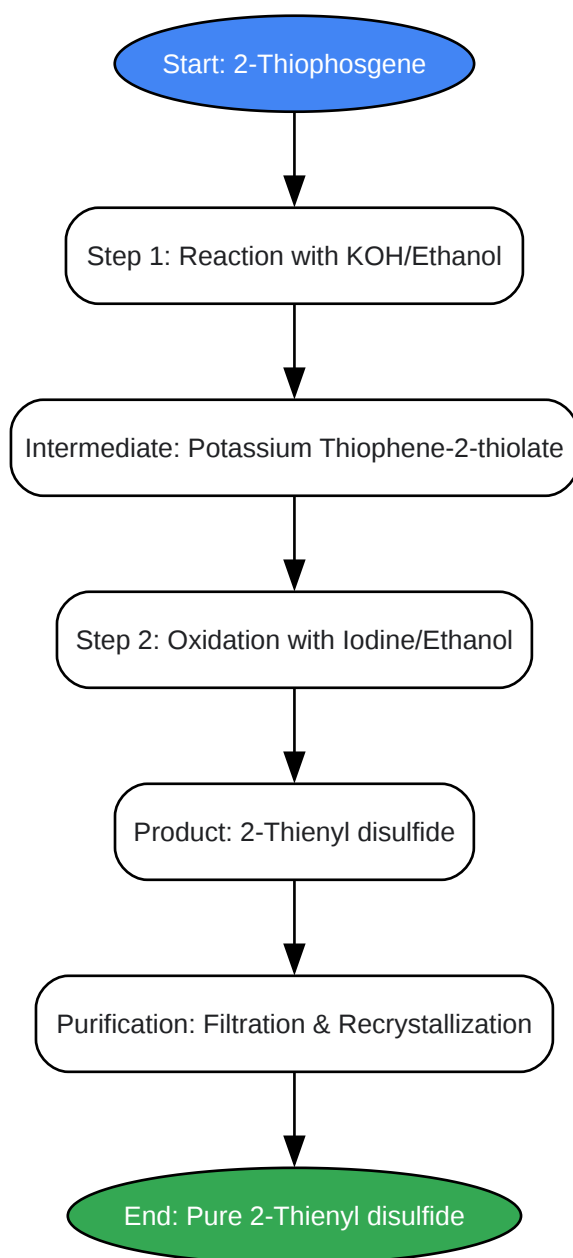 Start: 2-Thiophosgene
Step 1: Reaction with KOH/Ethanol
Intermediate: Potassium Thiophene-2-thiolate
Step 2: Oxidation with Iodine/Ethanol
Product: 2-Thienyl disulfide
Purification: Filtration & Recrystallization
End: Pure 2-Thienyl disulfide